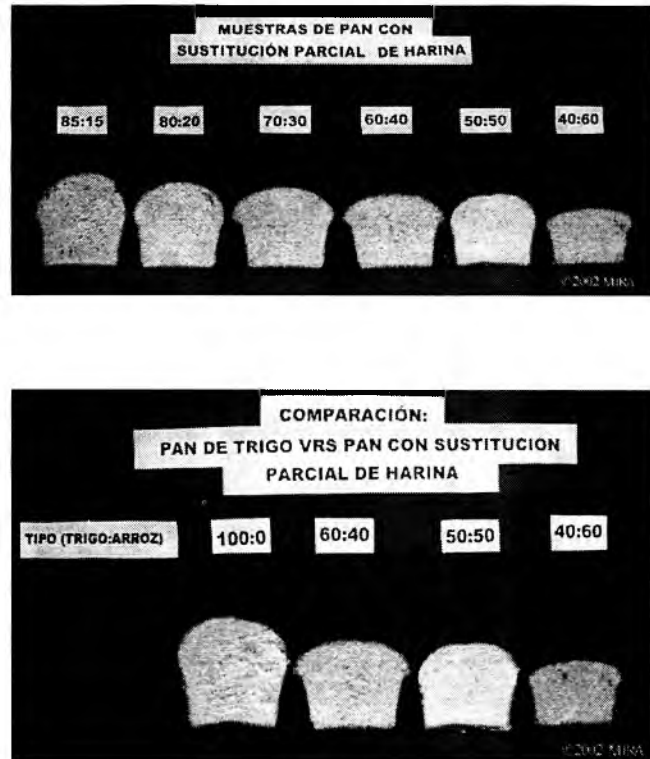 MUESTRAS DE PAN CON
SUSTITUCIÓN PARCIAL DE HARINA
85:15 80:20 70:30 60:40 50:50 40:60
©2002 MIRA
COMPARACIÓN:
PAN DE TRIGO VRS PAN CON SUSTITUCION
PARCIAL DE HARINA
TIPO (TRIGO:ARROZ) 100:0 60:40 50:50 40:60
©2002 MIRA